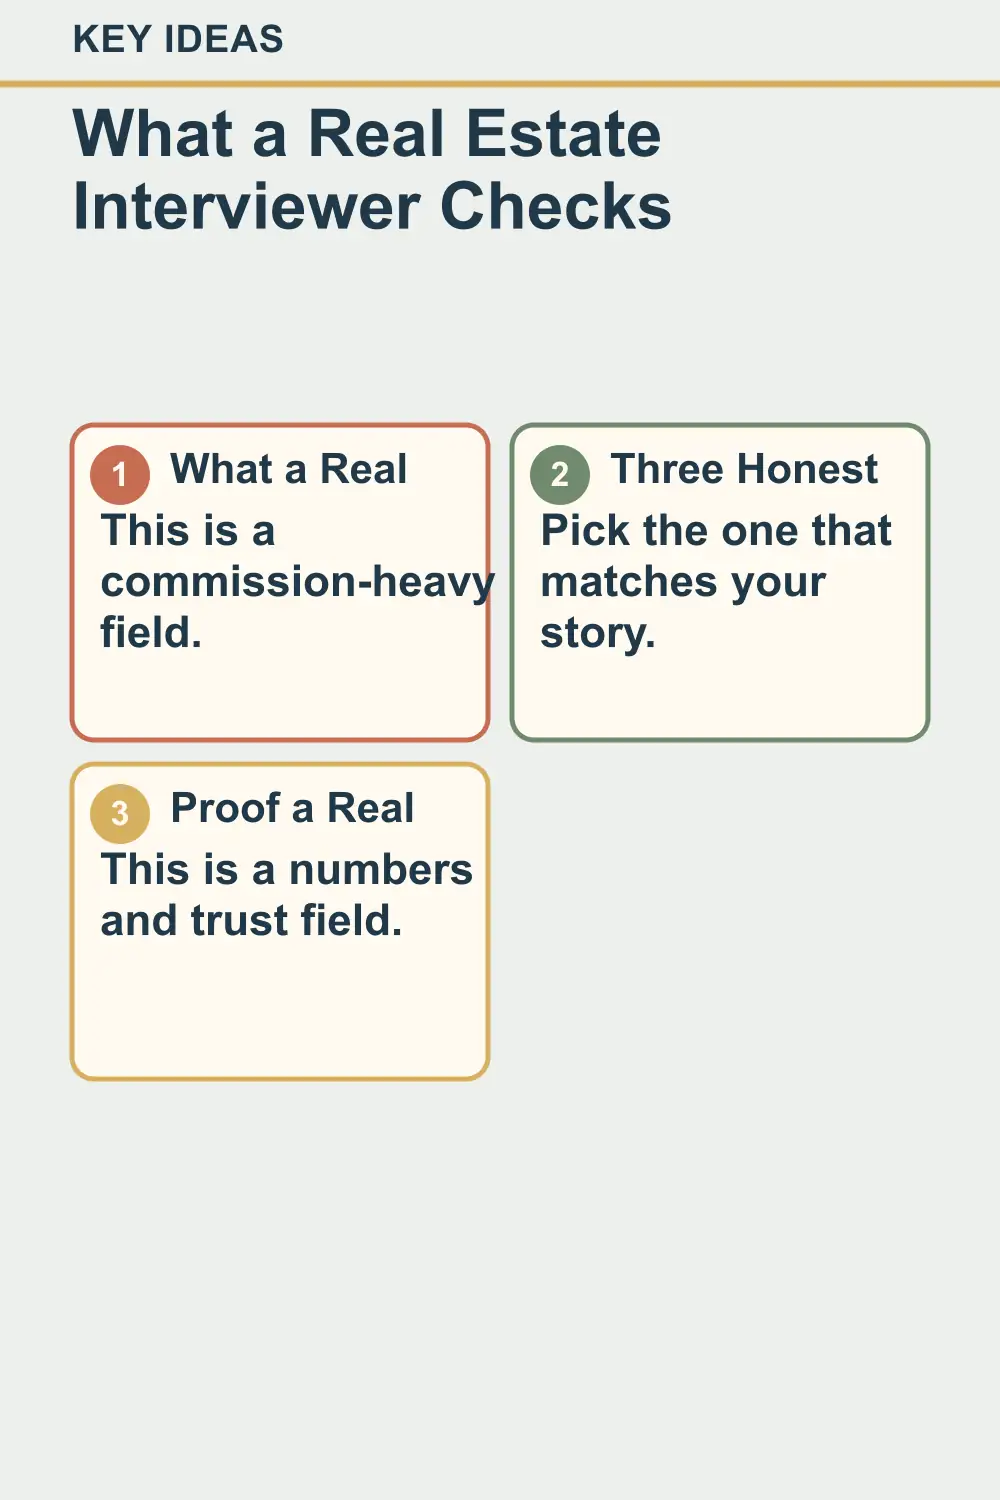 KEY IDEAS
What a Real Estate
Interviewer Checks
1 What a Real
This is a
commission-heavy
field.
2 Three Honest
Pick the one that
matches your
story.
3 Proof a Real
This is a numbers
and trust field.